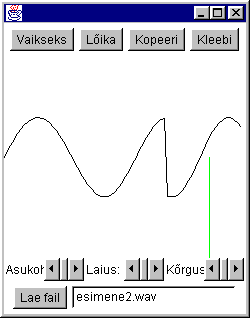 Vaikseks Lõika Kopeeri Kleebi
Asukoh Laius: Kõrgus
Lae fail esimene2.wav